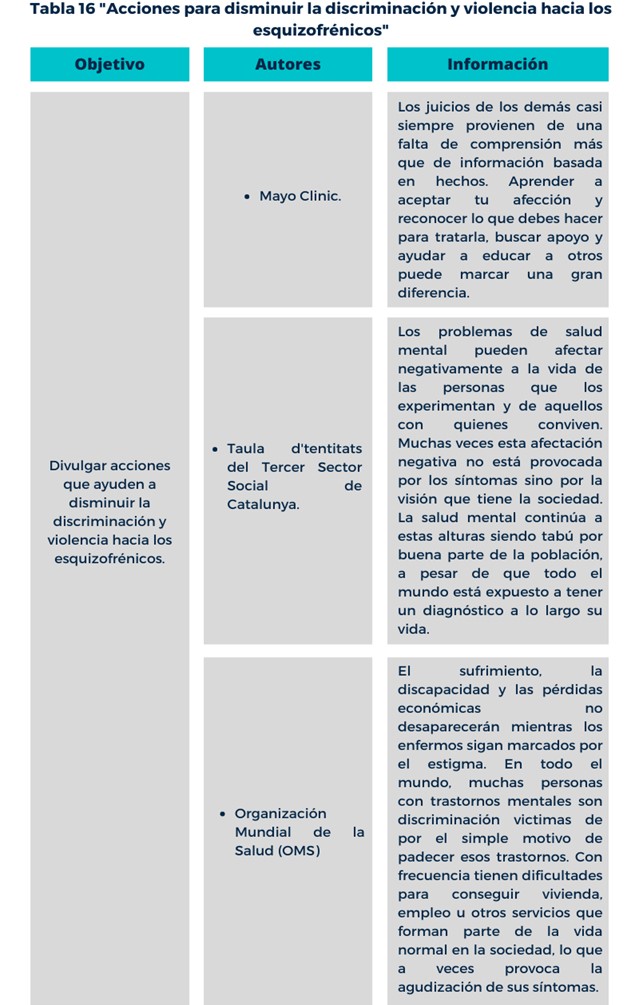 Tabla 16 "Acciones para disminuir la discriminación y violencia hacia los
esquizofrénicos"
Objetivo
Autores
Información
Divulgar acciones
que ayuden a
disminuir la
discriminación y
violencia hacia los
esquizofrénicos.
• Mayo Clinic.
Los juicios de los demás casi
siempre provienen de una
falta de comprensión más
que de información basada
en hechos. Aprender a
aceptar tu afección y
reconocer lo que debes hacer
para tratarla, buscar apoyo y
ayudar a educar a otros
puede marcar una gran
diferencia.
• Taula d'tentitats
del Tercer Sector
Social de
Catalunya.
Los problemas de salud
mental pueden afectar
negativamente a la vida de
las personas que los
experimentan y de aquellos
con quienes conviven.
Muchas veces esta afectación
negativa no está provocada
por los síntomas sino por la
visión que tiene la sociedad.
La salud mental continúa a
estas alturas siendo tabú por
buena parte de la población,
a pesar de que todo el
mundo está expuesto a tener
un diagnóstico a lo largo su
vida.
• Organización
Mundial de la
Salud (OMS)
El sufrimiento, la
discapacidad y las pérdidas
económicas no
desaparecerán mientras los
enfermos sigan marcados por
el estigma. En todo el
mundo, muchas personas
con trastornos mentales son
discriminación victimas de
por el simple motivo de
padecer esos trastornos. Con
frecuencia tienen dificultades
para conseguir vivienda,
empleo u otros servicios que
forman parte de la vida
normal en la sociedad, lo que
a veces provoca la
agudización de sus síntomas.